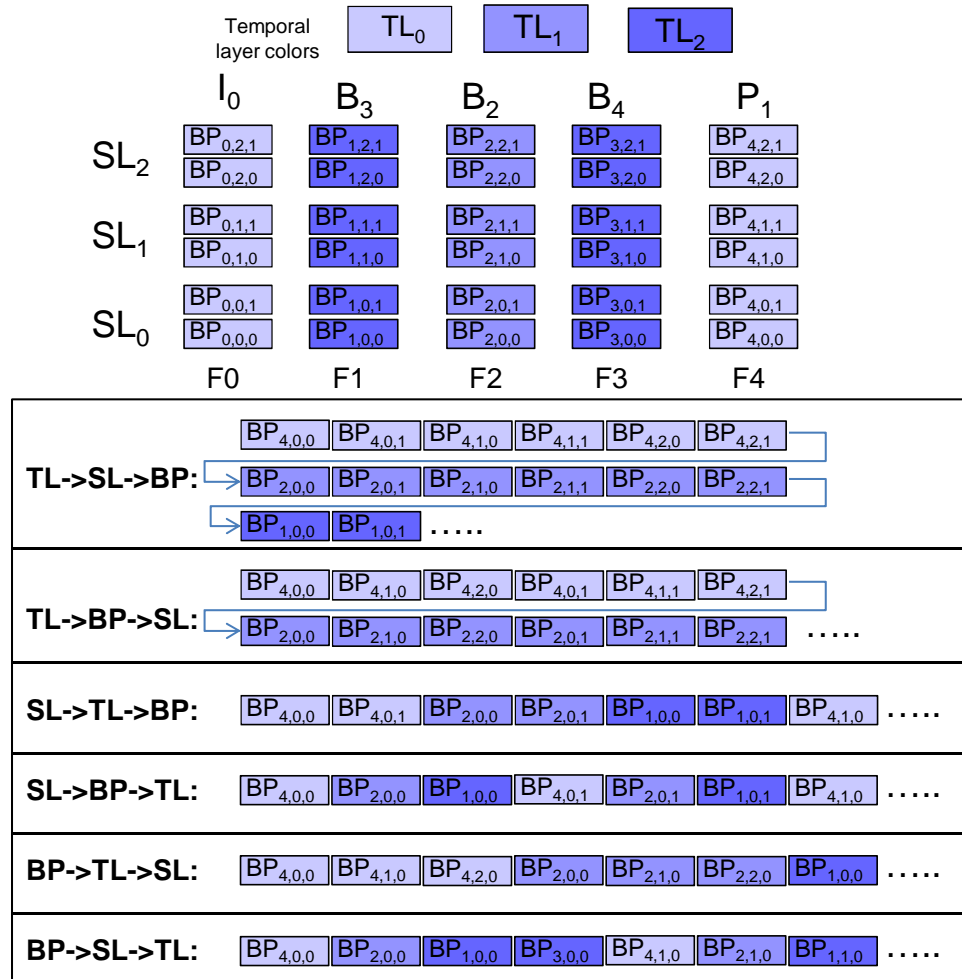 Temporal layer colors TL0 TL1 TL2
I0 B3 B2 B4 P1
BP0,2,1 BP1,2,1 BP2,2,1 BP3,2,1 BP4,2,1
SL2
BP0,2,0 BP1,2,0 BP2,2,0 BP3,2,0 BP4,2,0
BP0,1,1 BP1,1,1 BP2,1,1 BP3,1,1 BP4,1,1
SL1
BP0,1,0 BP1,1,0 BP2,1,0 BP3,1,0 BP4,1,0
BP0,0,1 BP1,0,1 BP2,0,1 BP3,0,1 BP4,0,1
SL0
BP0,0,0 BP1,0,0 BP2,0,0 BP3,0,0 BP4,0,0
F0 F1 F2 F3 F4
BP4,0,0 BP4,0,1 BP4,1,0 BP4,1,1 BP4,2,0 BP4,2,1
TL->SL->BP: BP2,0,0 BP2,0,1 BP2,1,0 BP2,1,1 BP2,2,0 BP2,2,1
BP1,0,0 BP1,0,1 .....
BP4,0,0 BP4,1,0 BP4,2,0 BP4,0,1 BP4,1,1 BP4,2,1
TL->BP->SL: BP2,0,0 BP2,1,0 BP2,2,0 BP2,0,1 BP2,1,1 BP2,2,1 .....
SL->TL->BP: BP4,0,0 BP4,0,1 BP2,0,0 BP2,0,1 BP1,0,0 BP1,0,1 BP4,1,0 .....
SL->BP->TL: BP4,0,0 BP2,0,0 BP1,0,0 BP4,0,1 BP2,0,1 BP1,0,1 BP4,1,0 .....
BP->TL->SL: BP4,0,0 BP4,1,0 BP4,2,0 BP2,0,0 BP2,1,0 BP2,2,0 BP1,0,0 .....
BP->SL->TL: BP4,0,0 BP2,0,0 BP1,0,0 BP3,0,0 BP4,1,0 BP2,1,0 BP1,1,0 .....